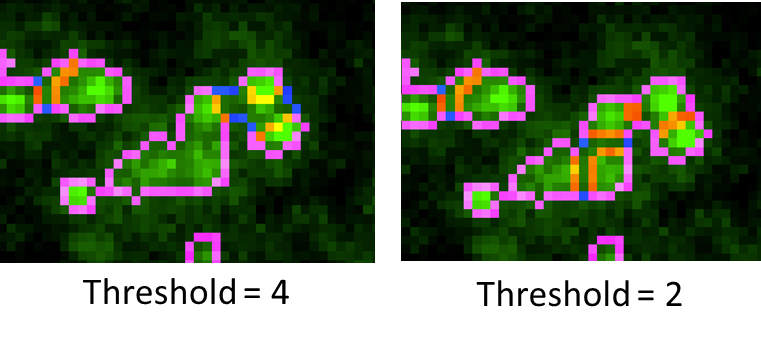 Threshold = 4
Threshold = 2